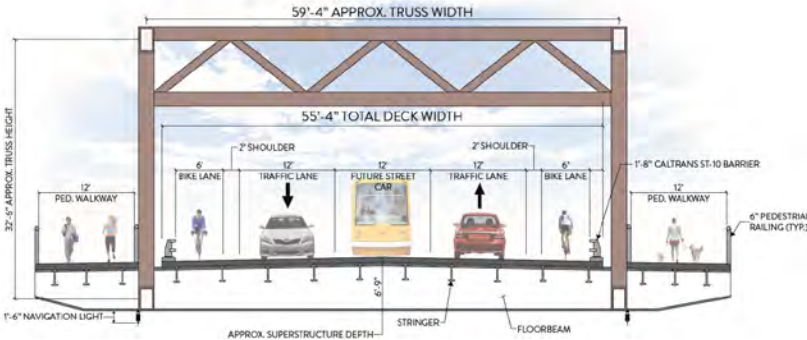 59'-4" APPROX. TRUSS WIDTH
55'-4" TOTAL DECK WIDTH
32'-6" APPROX. TRUSS HEIGHT
2' SHOULDER
2' SHOULDER
6'
BIKE LANE
12'
TRAFFIC LANE
12'
FUTURE STREET
CAR
12'
TRAFFIC LANE
6'
BIKE LANE
1'-8" CALTRANS ST-10 BARRIER
12'
PED. WALKWAY
12'
PED. WALKWAY
6" PEDESTRIAN
RAILING (TYP.)
6'-9"
1'-6" NAVIGATION LIGHT
APPROX. SUPERSTRUCTURE DEPTH
STRINGER
FLOORBEAM